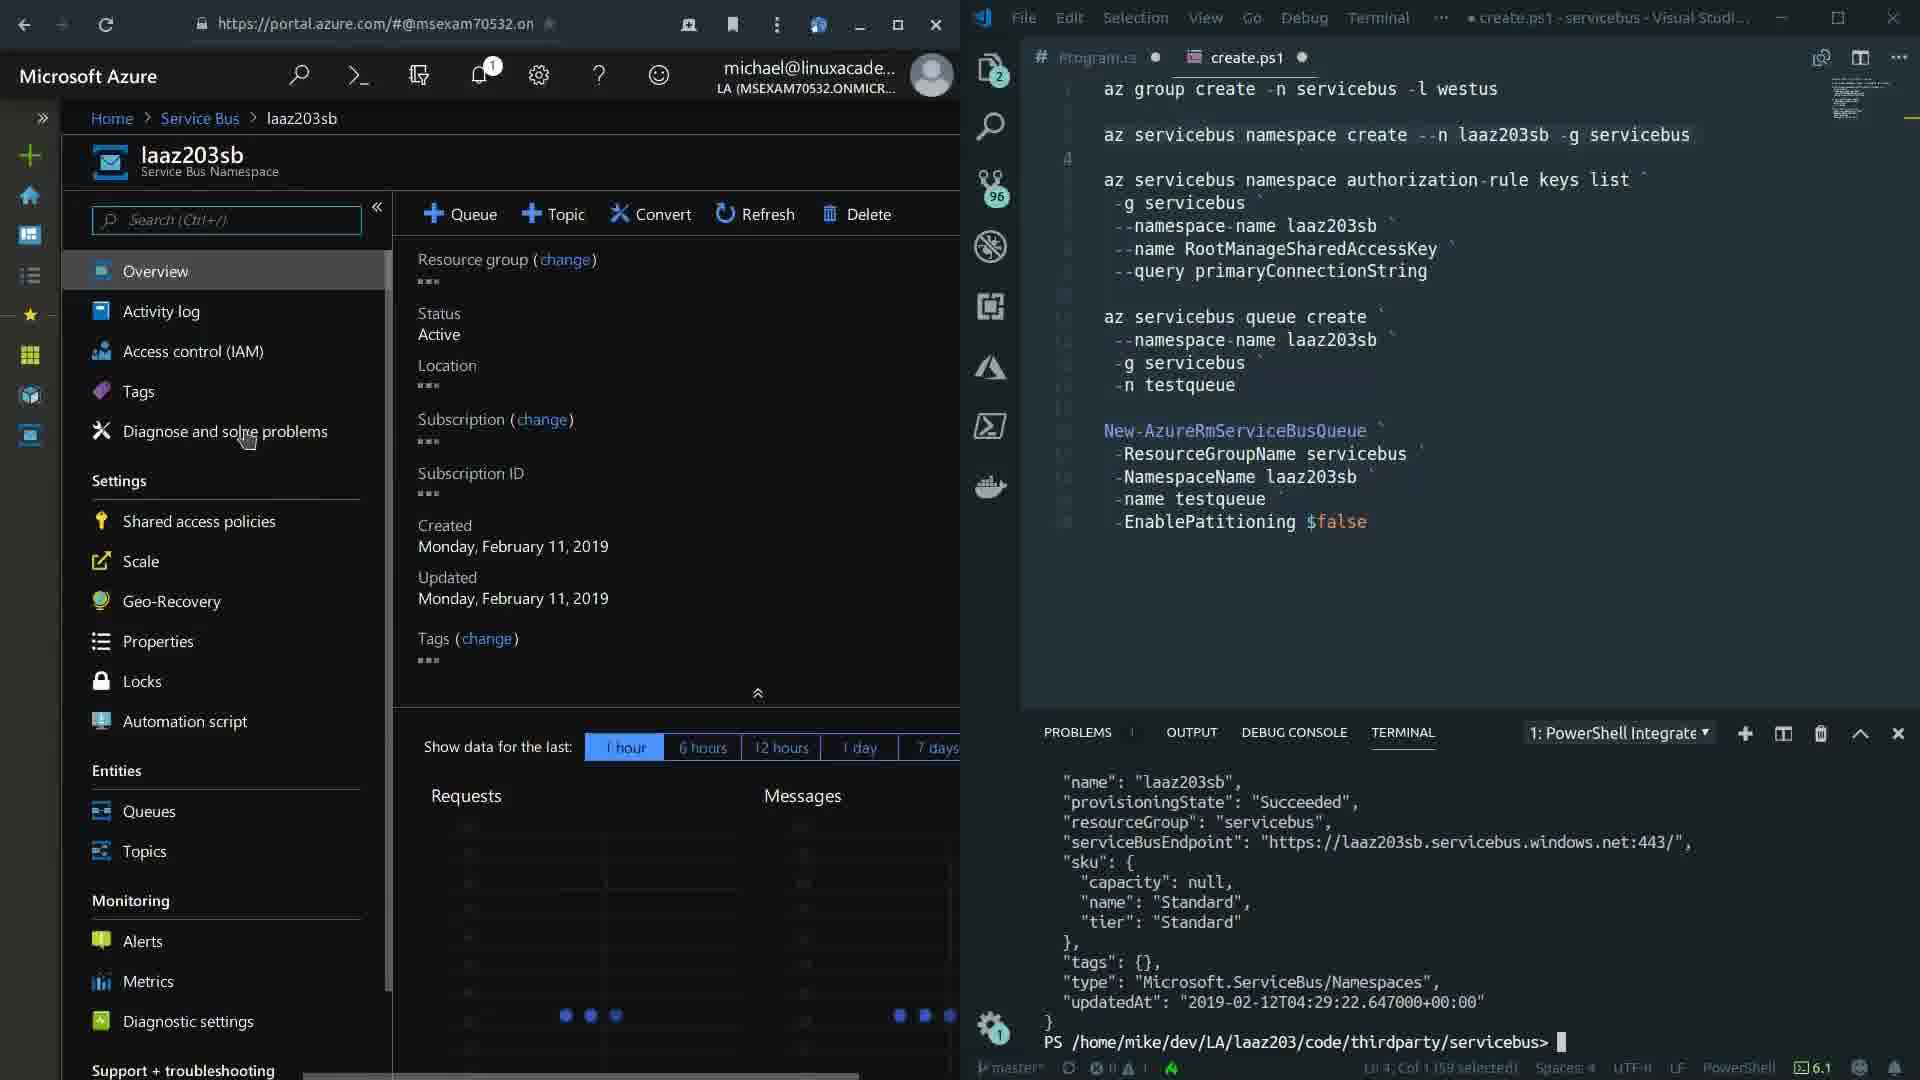 https://portal.azure.com/#@msexam70532.on
Microsoft Azure
1
michael@linuxacade...
LA (MSEXAM70532.ONMICR...
Home > Service Bus > laaz203sb
laaz203sb
Service Bus Namespace
Search (Ctrl+/)
Overview
Activity log
Access control (IAM)
Tags
Diagnose and solve problems
Settings
Shared access policies
Scale
Geo-Recovery
Properties
Locks
Automation script
Entities
Queues
Topics
Monitoring
Alerts
Metrics
Diagnostic settings
Support + troubleshooting
Queue
Topic
Convert
Refresh
Delete
Resource group (change)
Status
Active
Location
Subscription (change)
Subscription ID
Created
Monday, February 11, 2019
Updated
Monday, February 11, 2019
Tags (change)
Show data for the last:
1 hour
6 hours
12 hours
1 day
7 days
Requests
Messages
File Edit Selection View Go Debug Terminal ··· ● create.ps1 - servicebus - Visual Studi...
2
96
1
# Program.cs
create.ps1
az group create -n servicebus -l westus
az servicebus namespace create --n laaz203sb -g servicebus
4
az servicebus namespace authorization-rule keys list `
-g servicebus `
--namespace-name laaz203sb `
--name RootManageSharedAccessKey `
--query primaryConnectionString
az servicebus queue create `
--namespace-name laaz203sb `
-g servicebus `
-n testqueue
New-AzureRmServiceBusQueue `
-ResourceGroupName servicebus `
-NamespaceName laaz203sb `
-name testqueue `
-EnablePatitioning $false
PROBLEMS 1 OUTPUT DEBUG CONSOLE TERMINAL
1: PowerShell Integrate
"name": "laaz203sb",
"provisioningState": "Succeeded",
"resourceGroup": "servicebus",
"serviceBusEndpoint": "https://laaz203sb.servicebus.windows.net:443/",
"sku": {
"capacity": null,
"name": "Standard",
"tier": "Standard"
},
"tags": {},
"type": "Microsoft.ServiceBus/Namespaces",
"updatedAt": "2019-02-12T04:29:22.647000+00:00"
}
PS /home/mike/dev/LA/laaz203/code/thirdparty/servicebus>
master* 0 1 Ln 4, Col 1 (59 selected) Spaces: 4 UTF-8 LF PowerShell 6.1